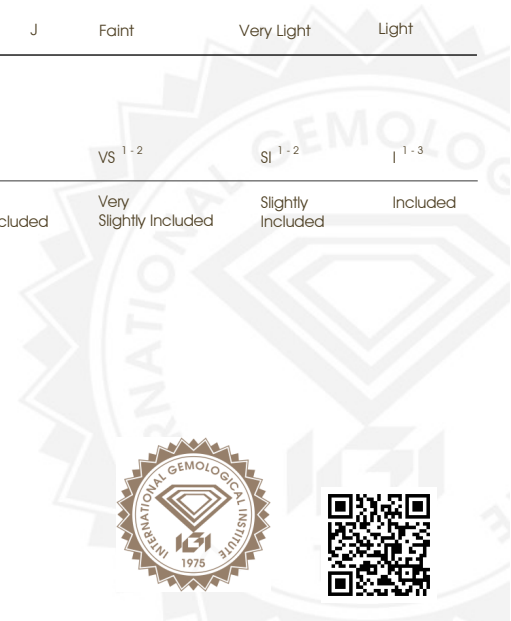 J Faint Very Light Light
VS 1 - 2 SI 1 - 2 I 1 - 3
Very Slightly Included
cluded Slightly Included Included
INTERNATIONAL GEMOLOGICAL INSTITUTE
IGI
1975